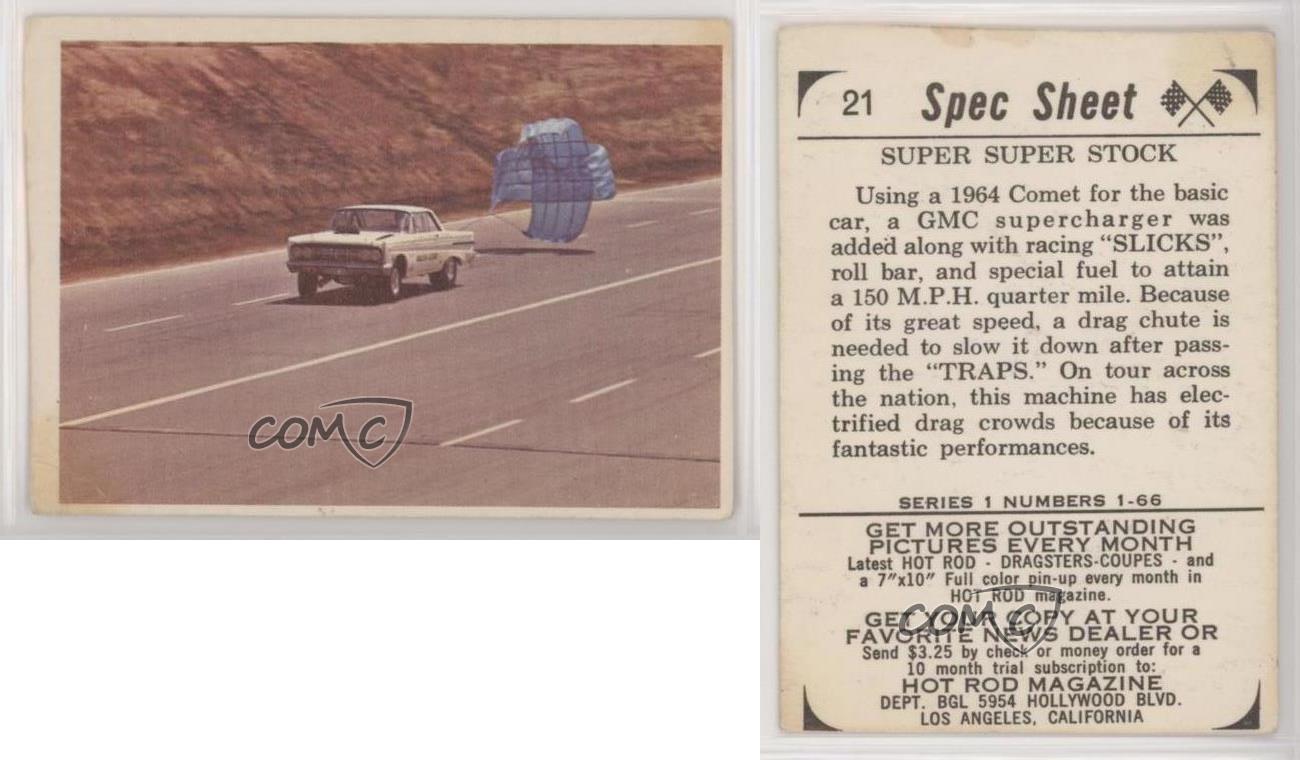 COMC
21 Spec Sheet
SUPER SUPER STOCK
Using a 1964 Comet for the basic
car, a GMC supercharger was
added along with racing “SLICKS”,
roll bar, and special fuel to attain
a 150 M.P.H. quarter mile. Because
of its great speed, a drag chute is
needed to slow it down after pass-
ing the “TRAPS.” On tour across
the nation, this machine has elec-
trified drag crowds because of its
fantastic performances.
SERIES 1 NUMBERS 1-66
GET MORE OUTSTANDING
PICTURES EVERY MONTH
Latest HOT ROD - DRAGSTERS-COUPES - and
a 7”x10” Full color pin-up every month in
HOT ROD magazine.
COMC
GET YOUR COPY AT YOUR
FAVORITE NEWS DEALER OR
Send $3.25 by check or money order for a
10 month trial subscription to:
HOT ROD MAGAZINE
DEPT. BGL 5954 HOLLYWOOD BLVD.
LOS ANGELES, CALIFORNIA